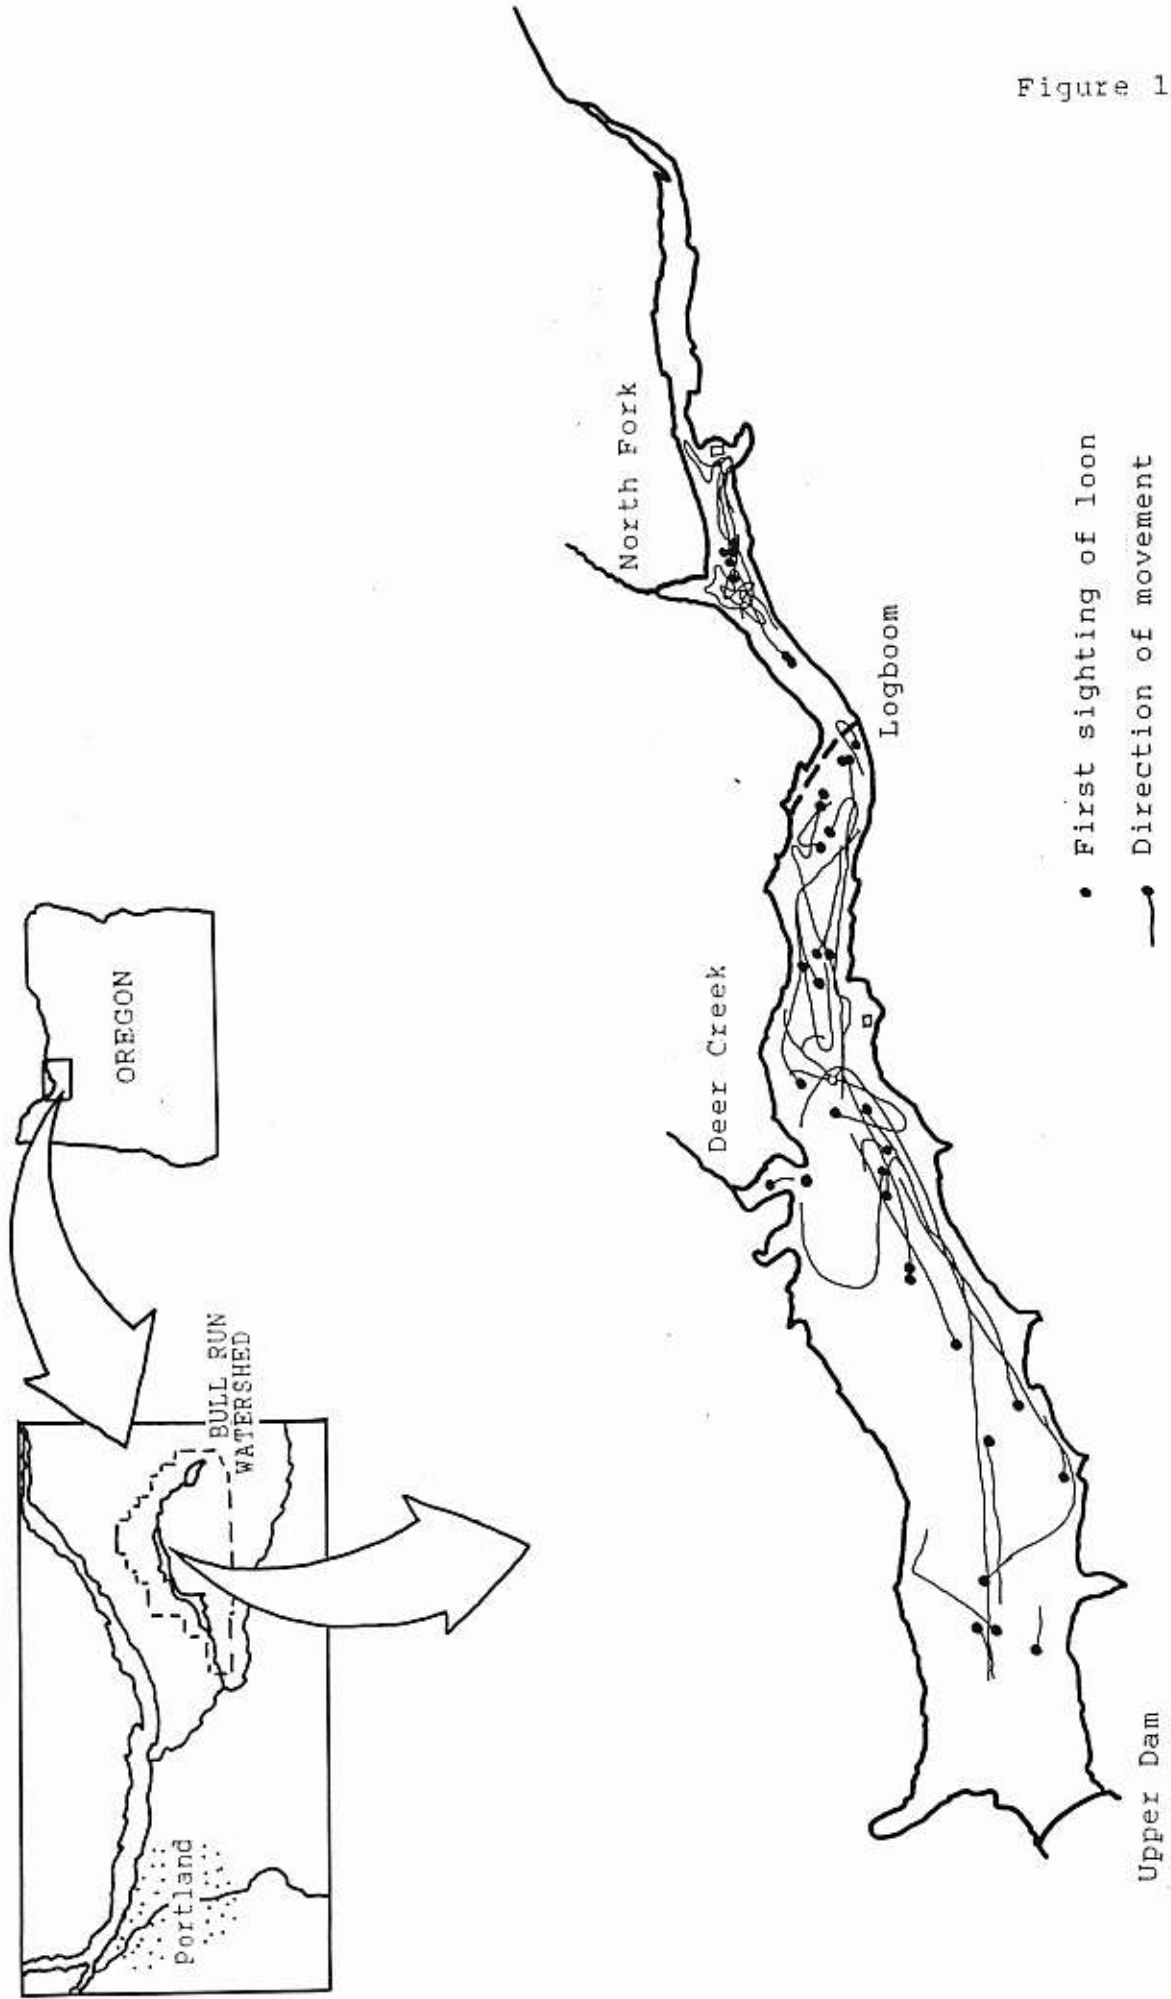 Figure 1
OREGON
BULL RUN
WATERSHED
Portland
North Fork
Logboom
Deer Creek
Upper Dam
First sighting of loon
Direction of movement